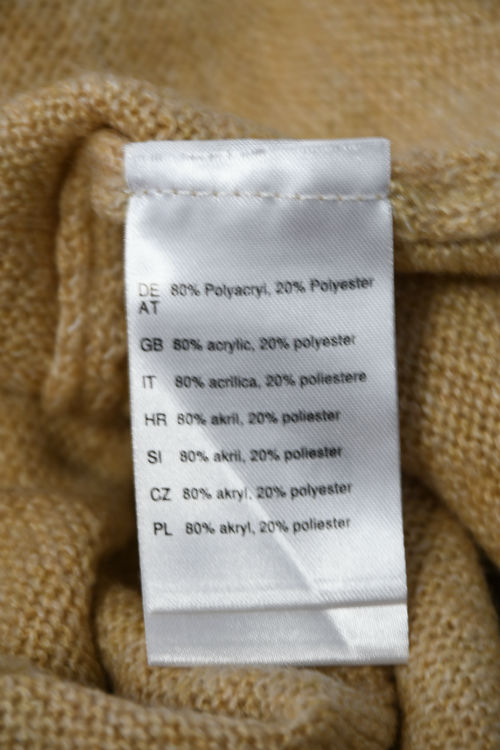 DE 80% Polyacryl, 20% Polyester
AT
GB 80% acrylic, 20% polyester
IT 80% acrilica, 20% poliestere
HR 80% akril, 20% poliester
SI 80% akril, 20% poliester
CZ 80% akryl, 20% polyester
PL 80% akryl, 20% poliester